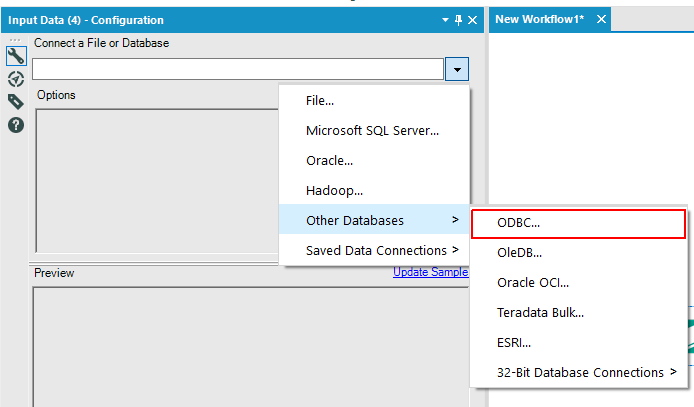 Input Data (4) - Configuration
New Workflow1*
Connect a File or Database
Options
File...
Microsoft SQL Server...
Oracle...
Hadoop...
Other Databases >
Saved Data Connections >
ODBC...
OleDB...
Oracle OCI...
Teradata Bulk...
ESRI...
32-Bit Database Connections >
Preview
Update Sample